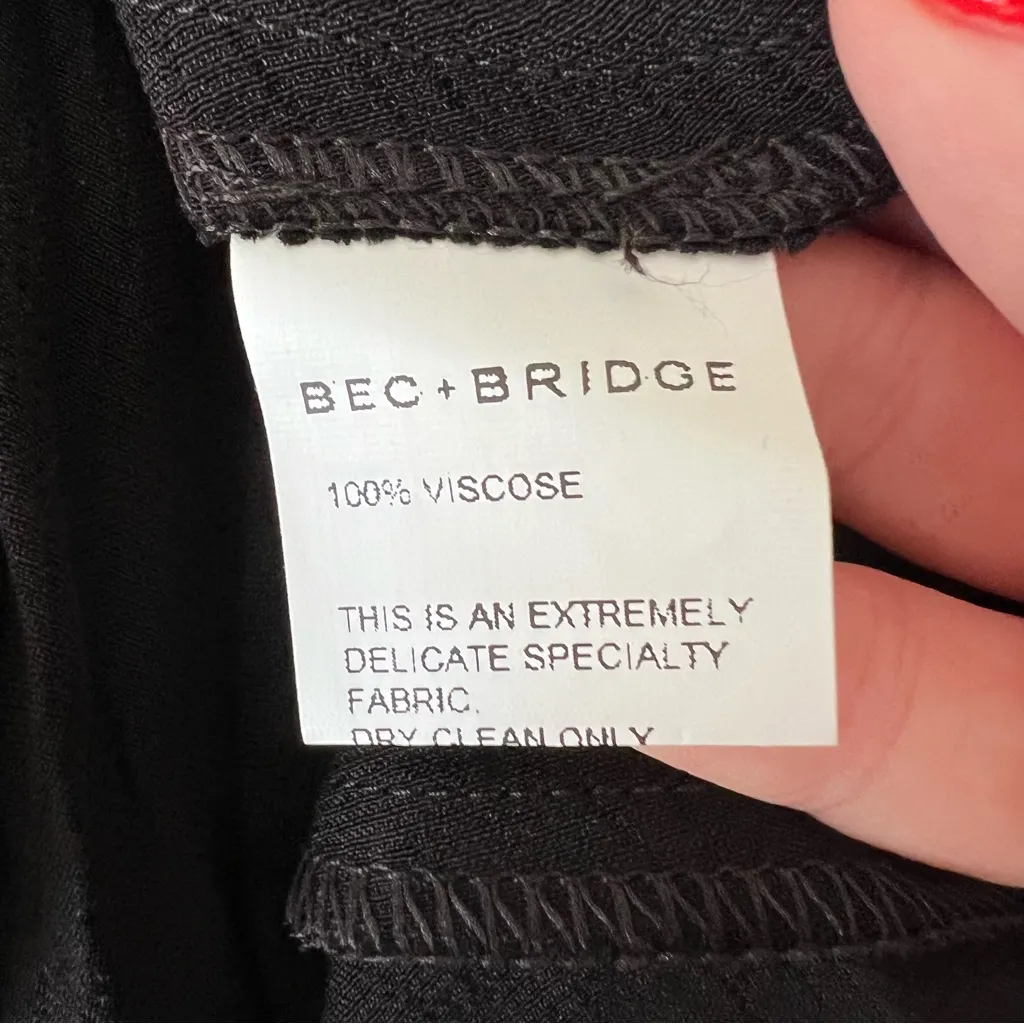 BEC + BRIDGE
100% VISCOSE
THIS IS AN EXTREMELY
DELICATE SPECIALTY
FABRIC.
DRY CLEAN ONLY